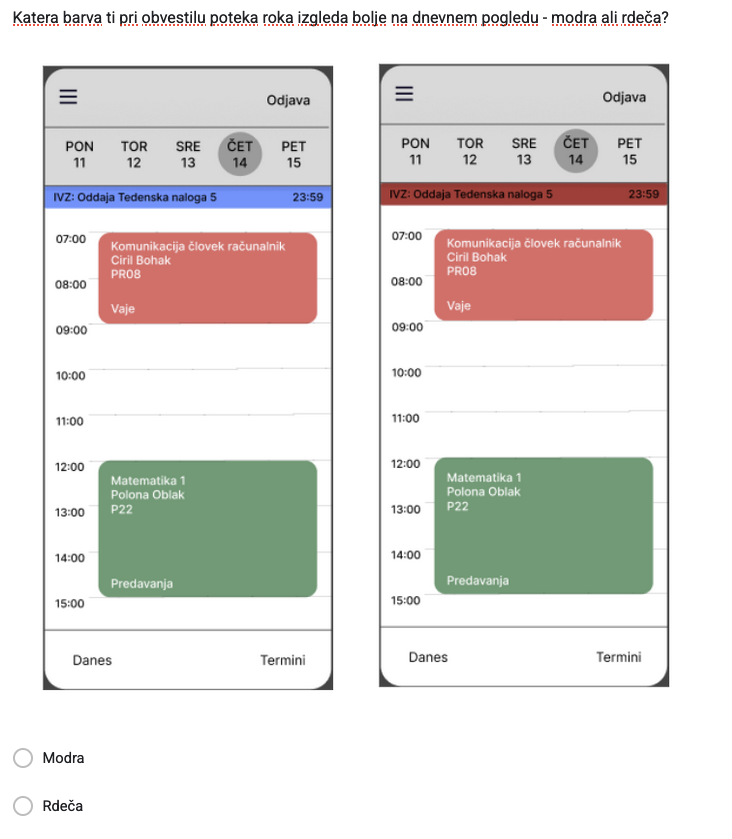 Katera barva ti pri obvestilu poteka roka izgleda bolje na dnevnem pogledu - modra ali rdeča?
Odjava
PON TOR SRE ČET PET
11 12 13 14 15
IVZ: Oddaja Tedenska naloga 5 23:59
07:00
Komunikacija človek računalnik
Ciril Bohak
PR08
08:00
Vaje
09:00
10:00
11:00
12:00
Matematika 1
Polona Oblak
P22
13:00
14:00
Predavanja
15:00
Danes Termini
Odjava
PON TOR SRE ČET PET
11 12 13 14 15
IVZ: Oddaja Tedenska naloga 5 23:59
07:00
Komunikacija človek računalnik
Ciril Bohak
PR08
08:00
Vaje
09:00
10:00
11:00
12:00
Matematika 1
Polona Oblak
P22
13:00
14:00
Predavanja
15:00
Danes Termini
Modra
Rdeča